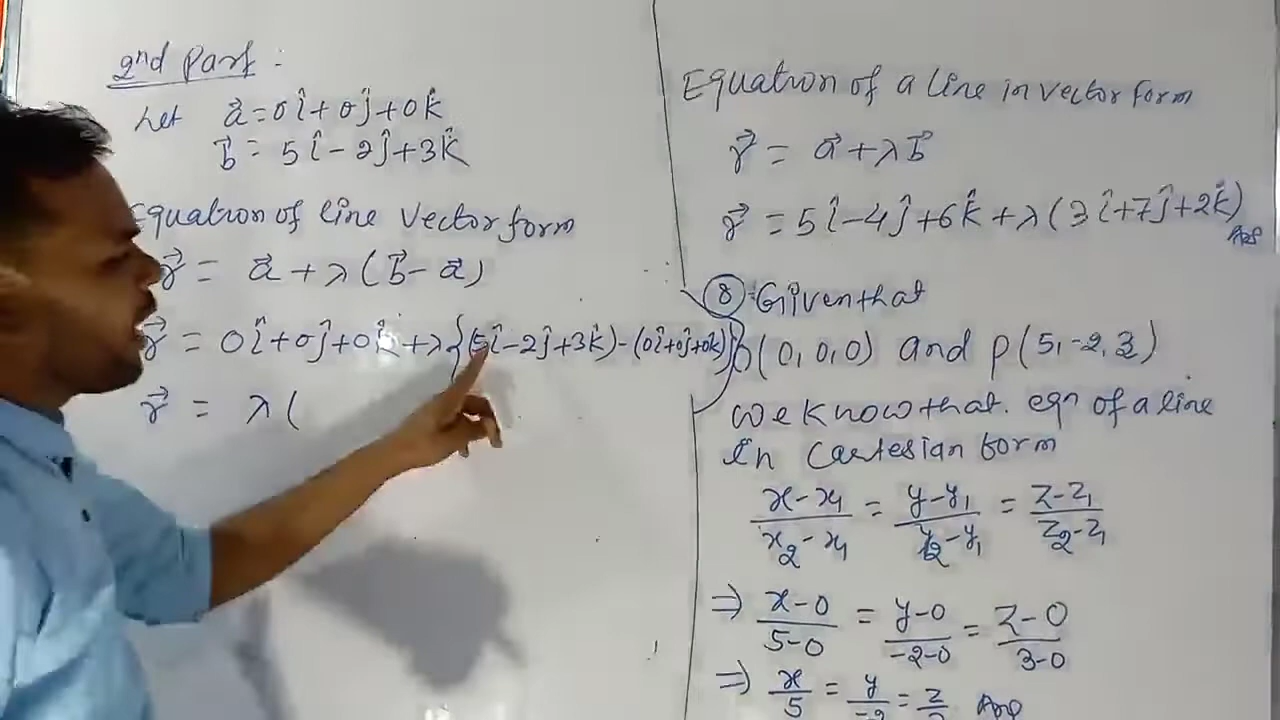 2nd Part :
Let a⃗ = 0î + 0ĵ + 0k̂
b⃗ = 5î - 2ĵ + 3k̂
Equation of line Vector form
r⃗ = a⃗ + λ(b⃗ - a⃗)
r⃗ = 0î + 0ĵ + 0k̂ + λ{(5î - 2ĵ + 3k̂) - (0î + 0ĵ + 0k̂)}
r⃗ = λ(
Equation of a line in vector form
r⃗ = a⃗ + λb⃗
r⃗ = 5î - 4ĵ + 6k̂ + λ(3î + 7ĵ + 2k̂)
Ans
⑧ Given that
(0, 0, 0) and P(5, -2, 3)
we know that. eqn of a line
in Cartesian form
x - x₁ / x₂ - x₁ = y - y₁ / y₂ - y₁ = z - z₁ / z₂ - z₁
⇒ x - 0 / 5 - 0 = y - 0 / -2 - 0 = z - 0 / 3 - 0
⇒ x / 5 = y / -2 = z / 3 Ans